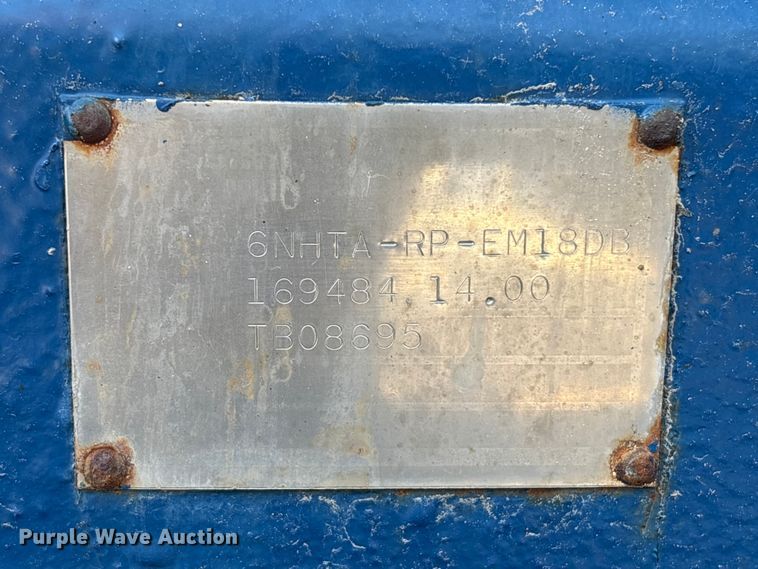 6NHTA-RP-EM18DB
169484.14.00
TB08695
Purple Wave Auction